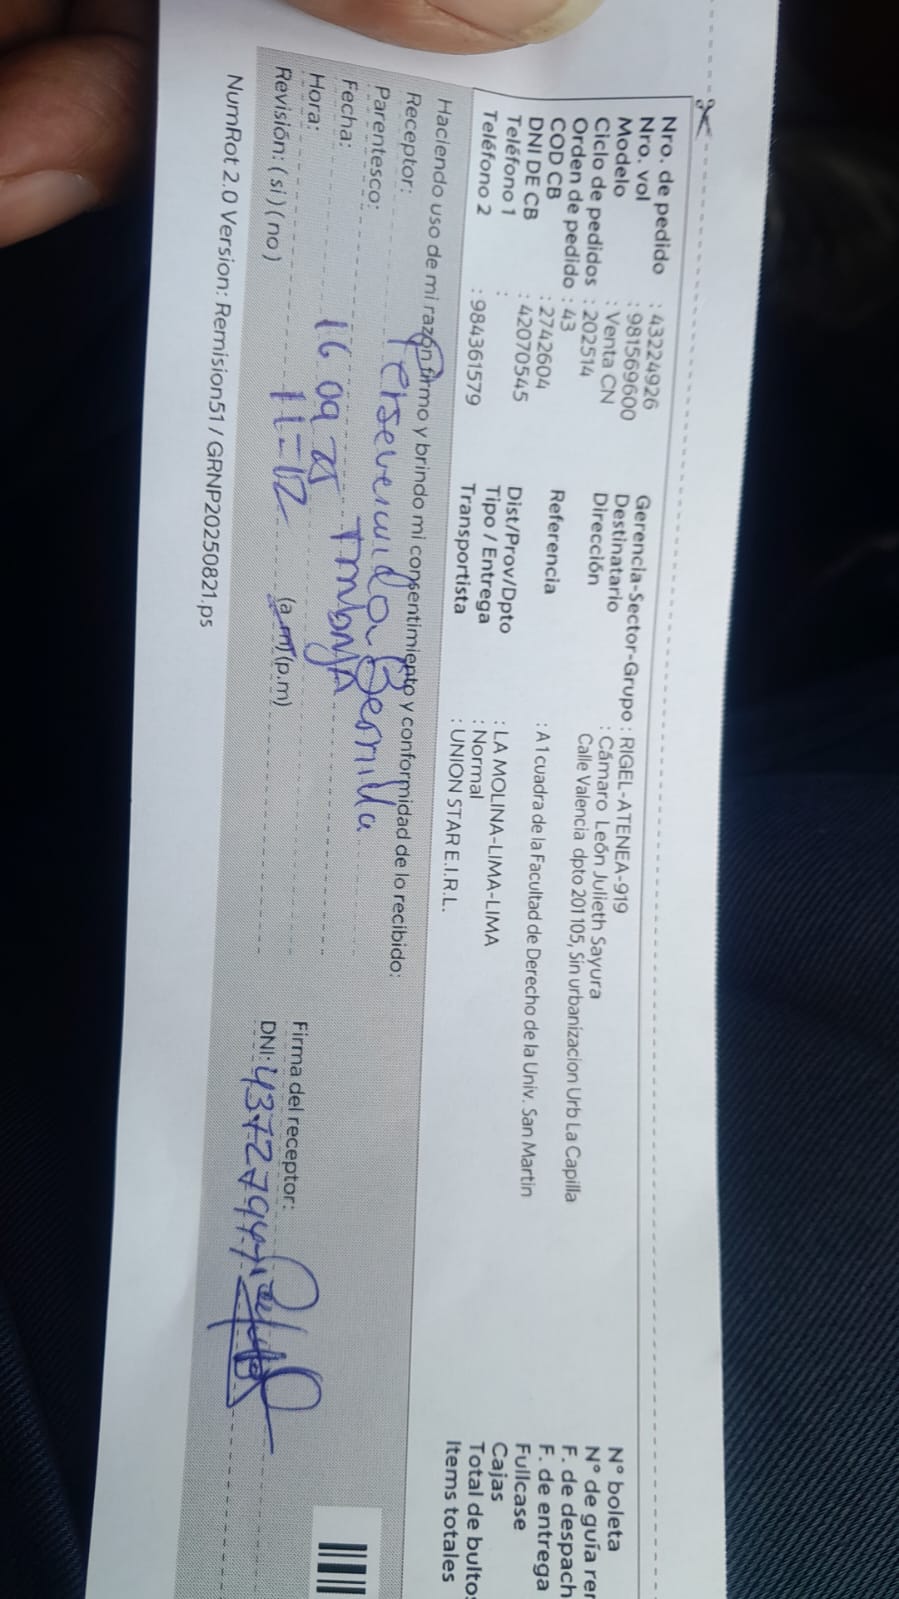 Nro. de pedido : 43224926
Nro. vol : 981569600
Modelo : Venta CN
Ciclo de pedidos : 202514
Orden de pedido : 43
COD CB : 2742604
DNI DE CB : 42070545
Teléfono 1 :
Teléfono 2 : 984361579
Gerencia-Sector-Grupo : RIGEL-ATENEA-919
Destinatario : Cámaro León Julieth Sayura
Dirección Calle Valencia dpto 201105, Sin urbanizacion Urb La Capilla
Referencia : A 1 cuadra de la Facultad de Derecho de la Univ. San Martin
Dist/Prov/Dpto : LA MOLINA-LIMA-LIMA
Tipo / Entrega : Normal
Transportista : UNION STAR E.I.R.L.
N° boleta
N° de guía rer
F. de despach
F. de entrega
Fullcase
Cajas
Total de bulto
Items totales
Haciendo uso de mi razón firmo y brindo mi consentimiento y conformidad de lo recibido:
Receptor: Perseveranda Bernilla
Parentesco:
Fecha: 16 09 25
Hora: 11=12 (a.m)(p.m)
Revisión: (si)(no)
Firma del receptor:
DNI:
NumRot 2.0 Version: Remision51 / GRNP20250821.ps